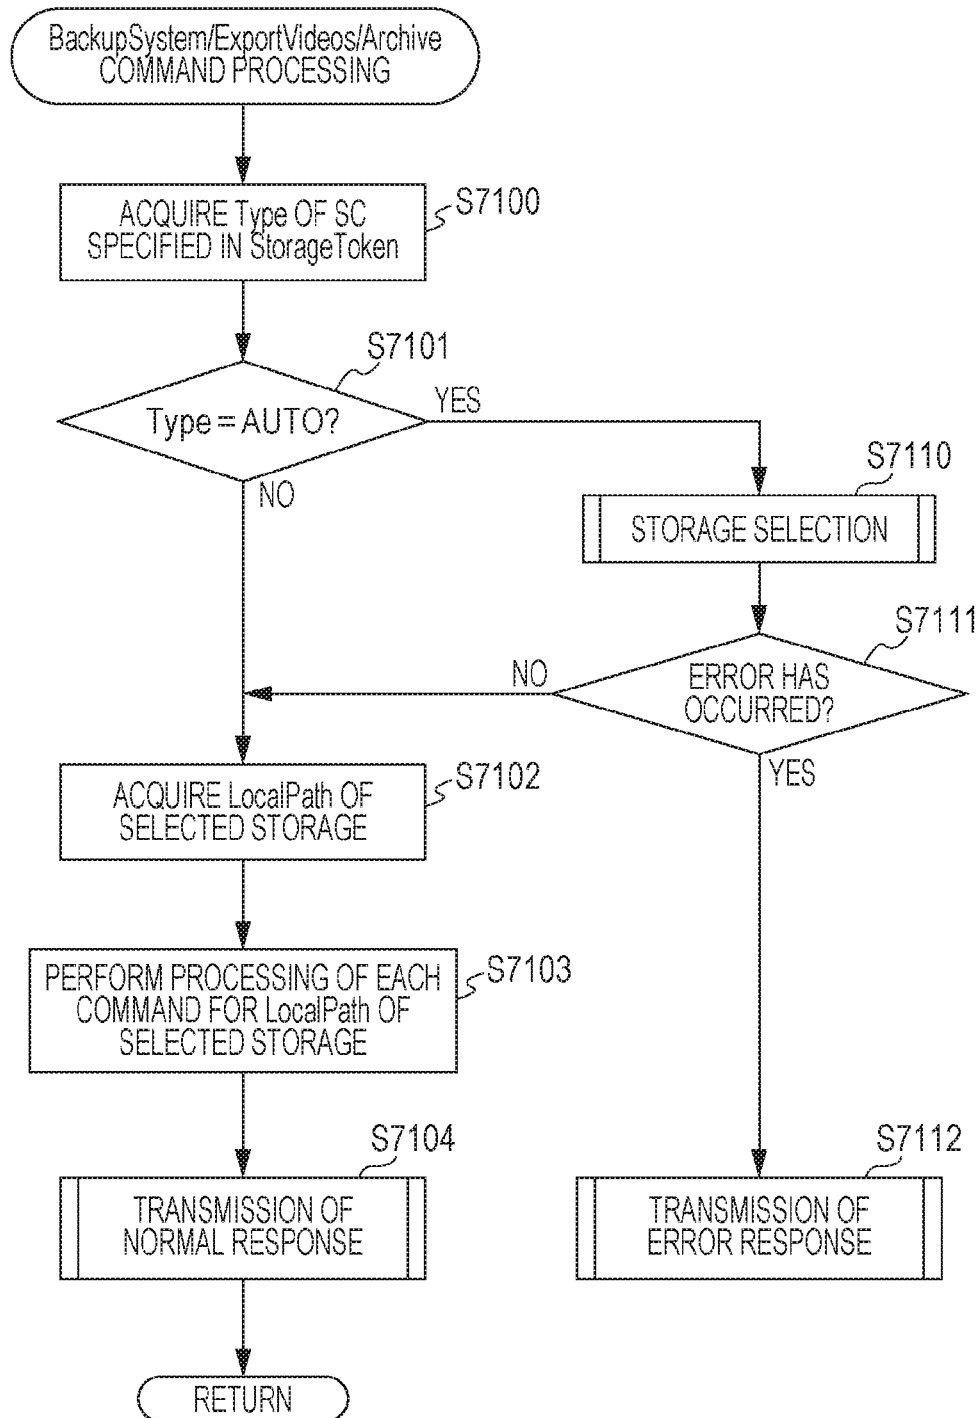 BackupSystem/ExportVideos/Archive
COMMAND PROCESSING
S7100
ACQUIRE Type OF SC
SPECIFIED IN StorageToken
S7101
Type = AUTO?
YES
NO
S7110
STORAGE SELECTION
S7111
ERROR HAS
OCCURRED?
NO
YES
S7102
ACQUIRE LocalPath OF
SELECTED STORAGE
S7103
PERFORM PROCESSING OF EACH
COMMAND FOR LocalPath OF
SELECTED STORAGE
S7104
TRANSMISSION OF
NORMAL RESPONSE
S7112
TRANSMISSION OF
ERROR RESPONSE
RETURN